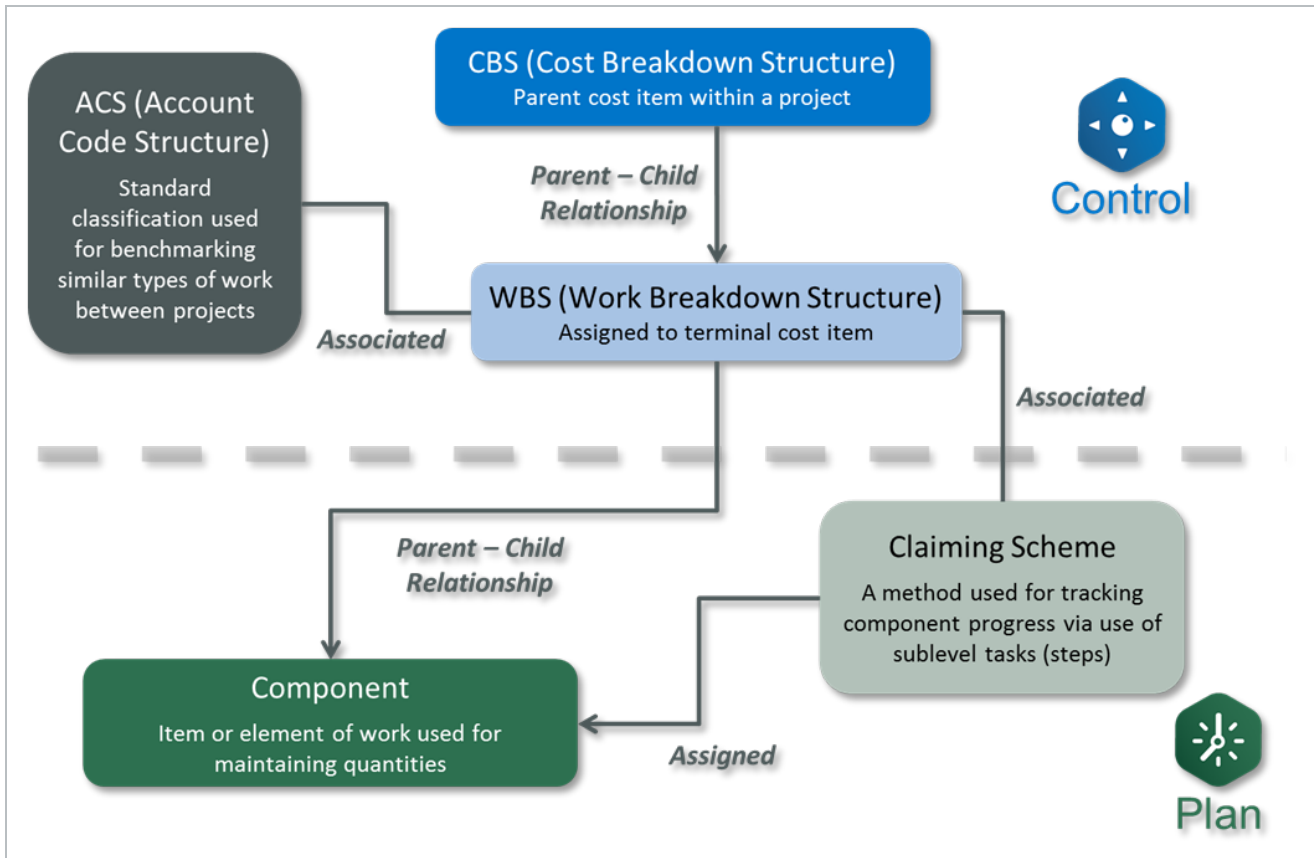 CBS (Cost Breakdown Structure)
Parent cost item within a project
ACS (Account
Code Structure)
Standard
classification used
for benchmarking
similar types of work
between projects
Control
Parent – Child
Relationship
WBS (Work Breakdown Structure)
Assigned to terminal cost item
Associated
Associated
Claiming Scheme
A method used for tracking
component progress via use of
sublevel tasks (steps)
Parent – Child
Relationship
Component
Item or element of work used for
maintaining quantities
Assigned
Plan